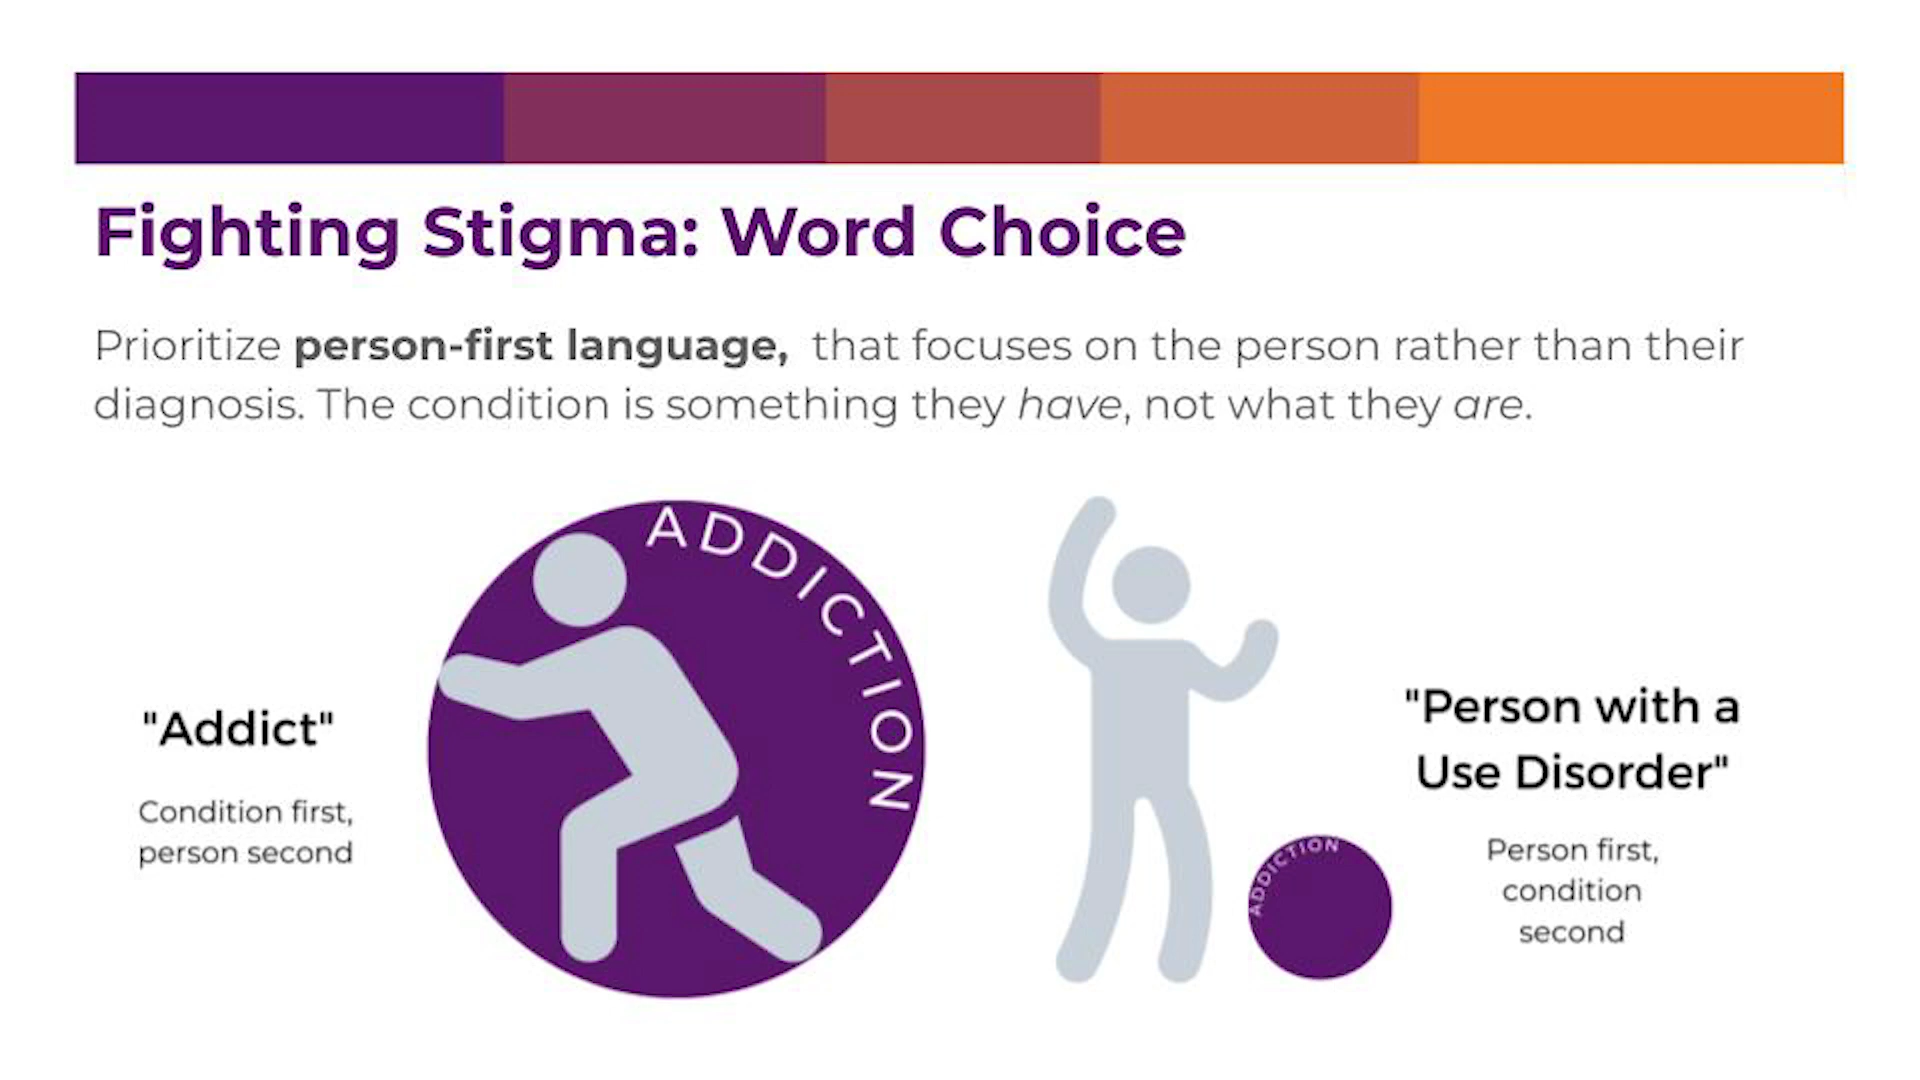 Fighting Stigma: Word Choice
Prioritize person-first language, that focuses on the person rather than their
diagnosis. The condition is something they have, not what they are.
"Addict"
Condition first,
person second
ADDICTION
ADDICTION
"Person with a
Use Disorder"
Person first,
condition
second